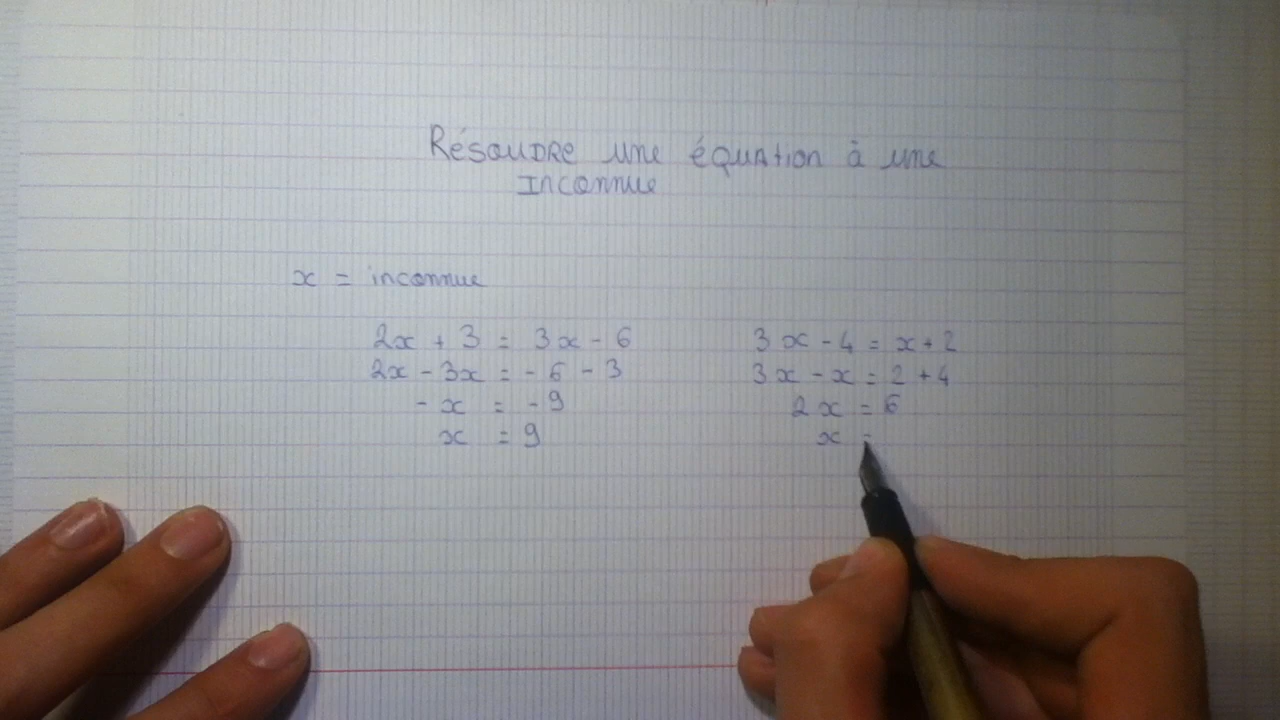 Résoudre une équation à une
Inconnue
x = inconnue
2x + 3 = 3x - 6
2x - 3x = - 6 - 3
- x = - 9
x = 9
3x - 4 = x + 2
3x - x = 2 + 4
2x = 6
x =